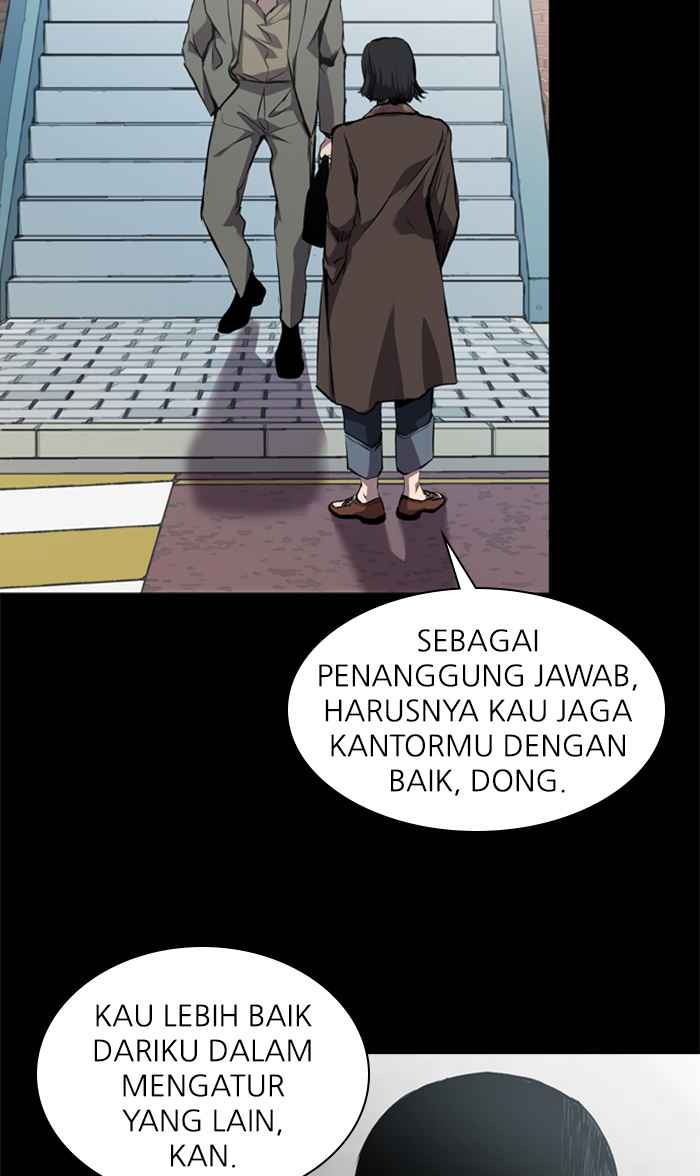 SEBAGAI
PENANGGUNG JAWAB,
HARUSNYA KAU JAGA
KANTORMU DENGAN
BAIK, DONG.
KAU LEBIH BAIK
DARIKU DALAM
MENGATUR
YANG LAIN,
KAN.